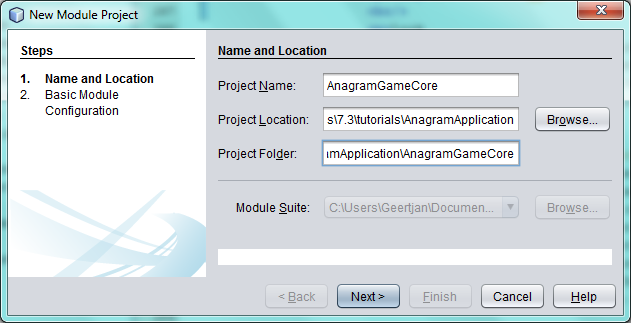 New Module Project
Steps
1. Name and Location
2. Basic Module
Configuration
Name and Location
Project Name: AnagramGameCore
Project Location: s\7.3\tutorials\AnagramApplication Browse...
Project Folder: amApplication\AnagramGameCore
Module Suite: C:\Users\Geertjan\Documen... Browse...
< Back Next > Finish Cancel Help